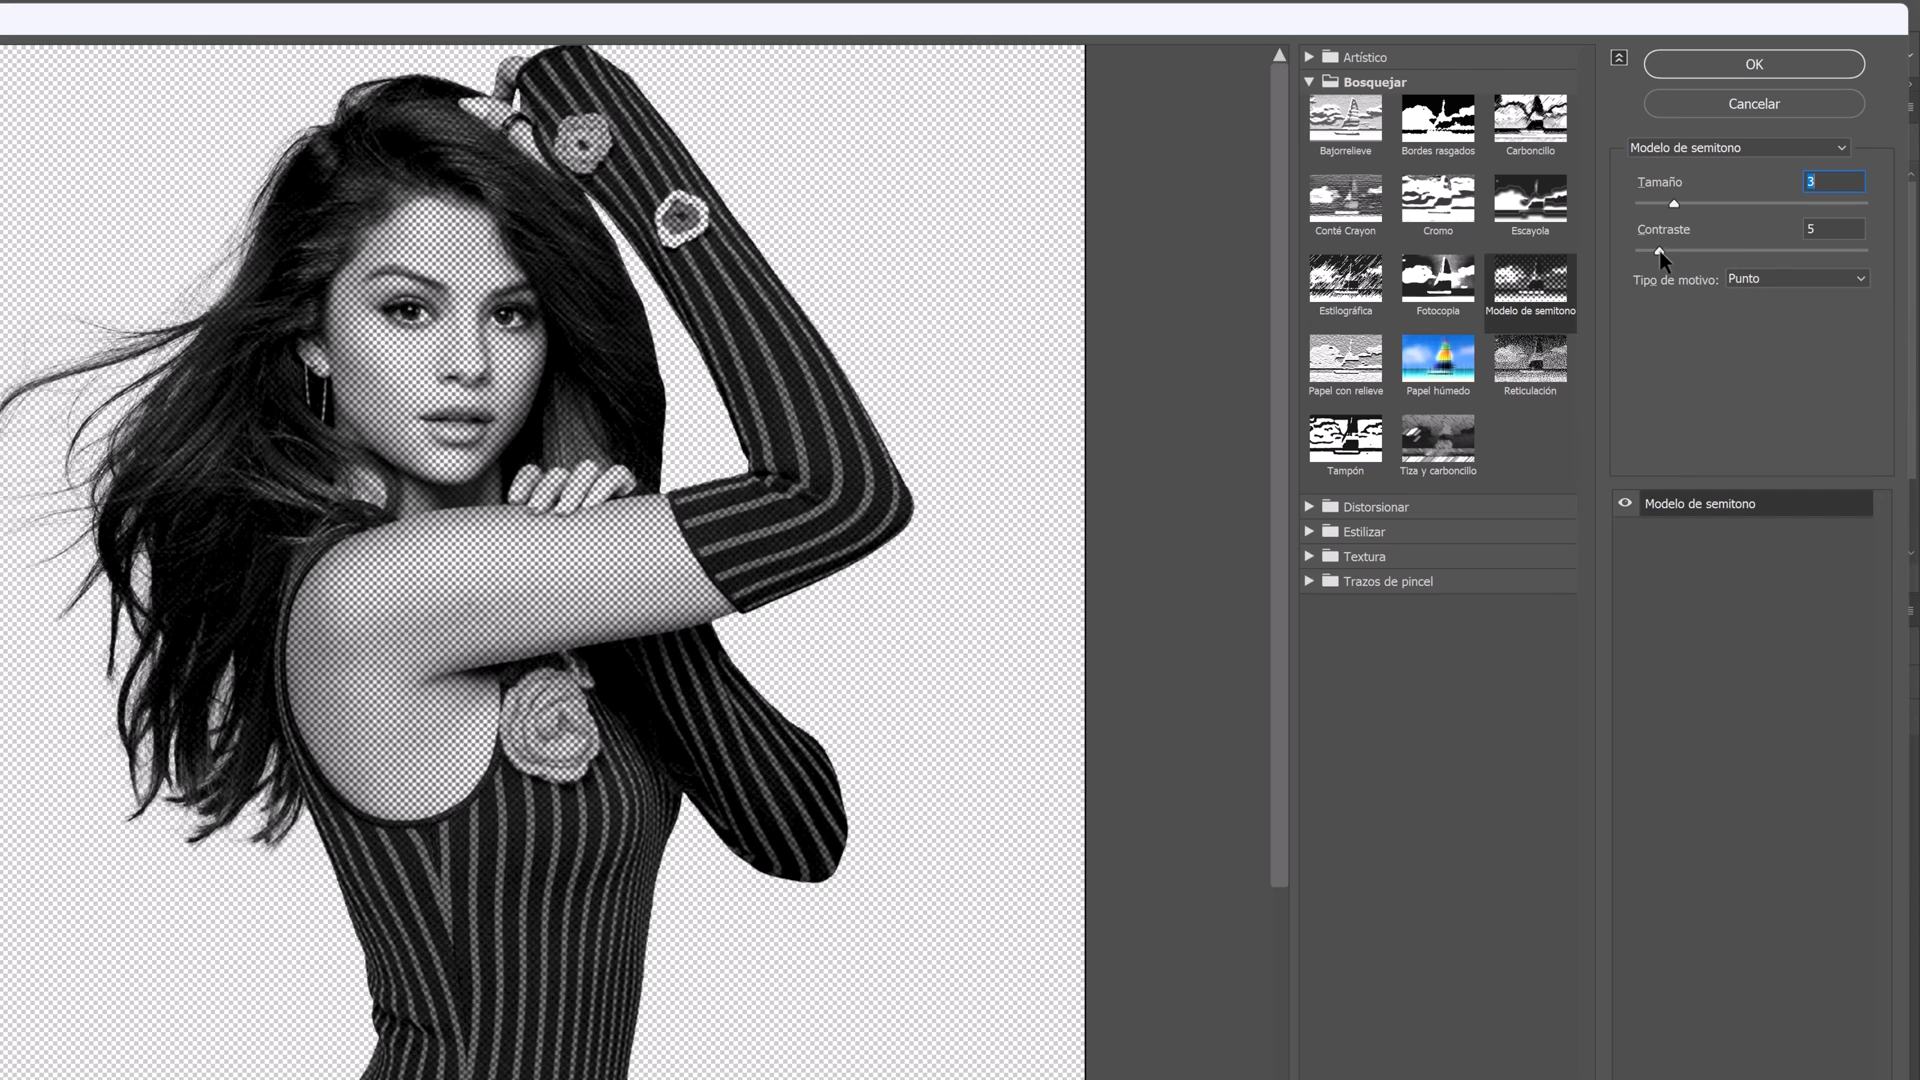 Artístico
Bosquejar
Bajorrelieve
Bordes rasgados
Carboncillo
Conté Crayon
Cromo
Escayola
Estilográfica
Fotocopia
Modelo de semitono
Papel con relieve
Papel húmedo
Reticulación
Tampón
Tiza y carboncillo
Distorsionar
Estilizar
Textura
Trazos de pincel
OK
Cancelar
Modelo de semitono
Tamaño 3
Contraste 5
Tipo de motivo: Punto
Modelo de semitono